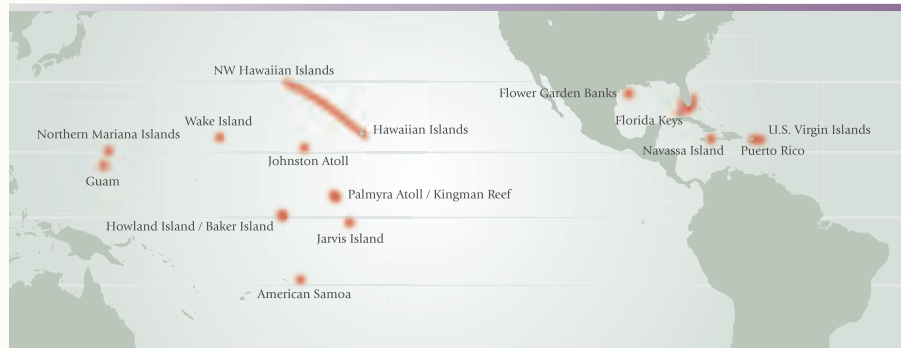 NW Hawaiian Islands
Flower Garden Banks
Wake Island
Florida Keys
Hawaiian Islands
U.S. Virgin Islands
Northern Mariana Islands
Johnston Atoll
Navassa Island
Puerto Rico
Guam
Palmyra Atoll / Kingman Reef
Howland Island / Baker Island
Jarvis Island
American Samoa